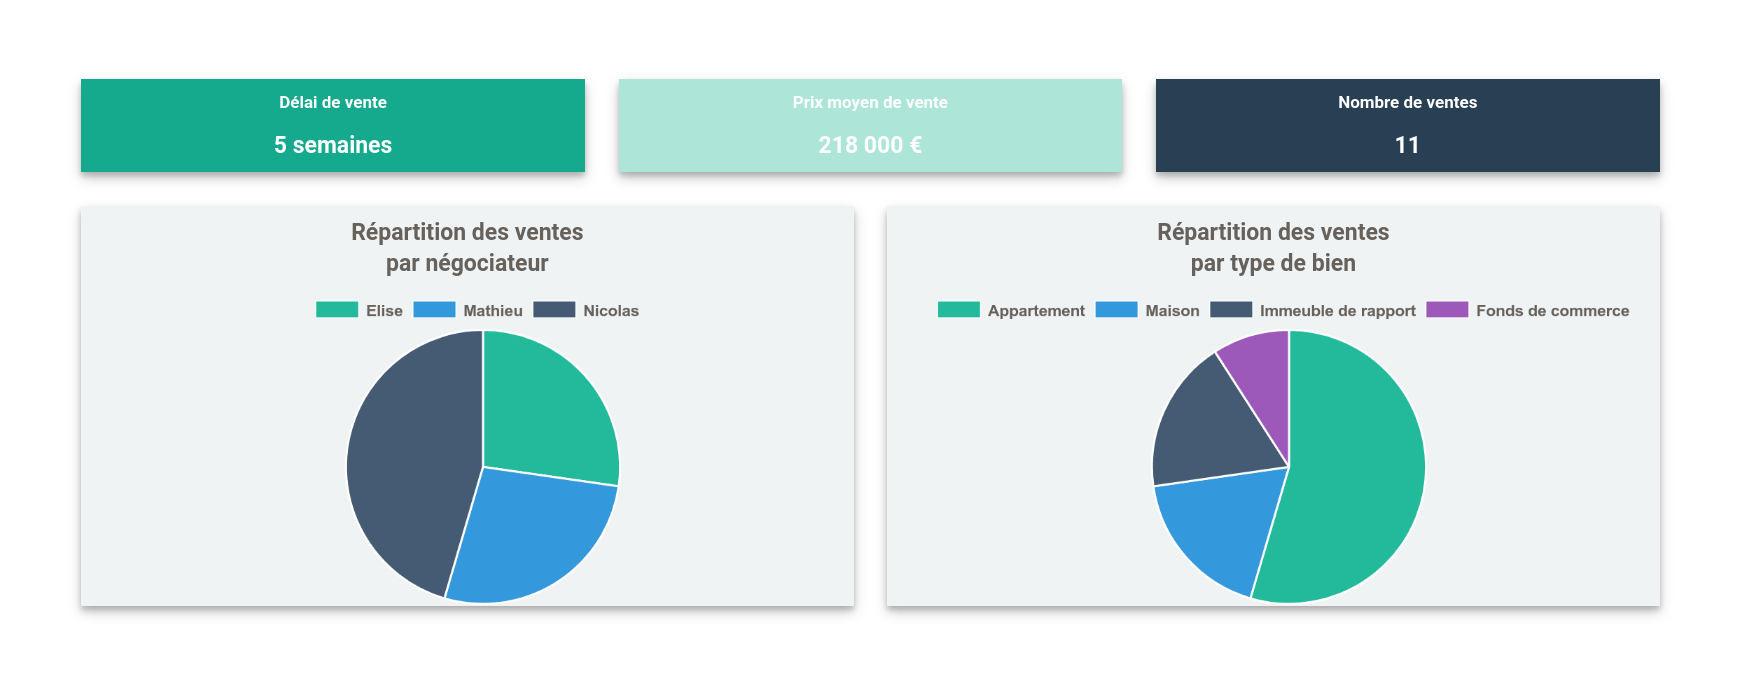 Délai de vente
5 semaines
Prix moyen de vente
218 000 €
Nombre de ventes
11
Répartition des ventes
par négociateur
Elise
Mathieu
Nicolas
Répartition des ventes
par type de bien
Appartement
Maison
Immeuble de rapport
Fonds de commerce